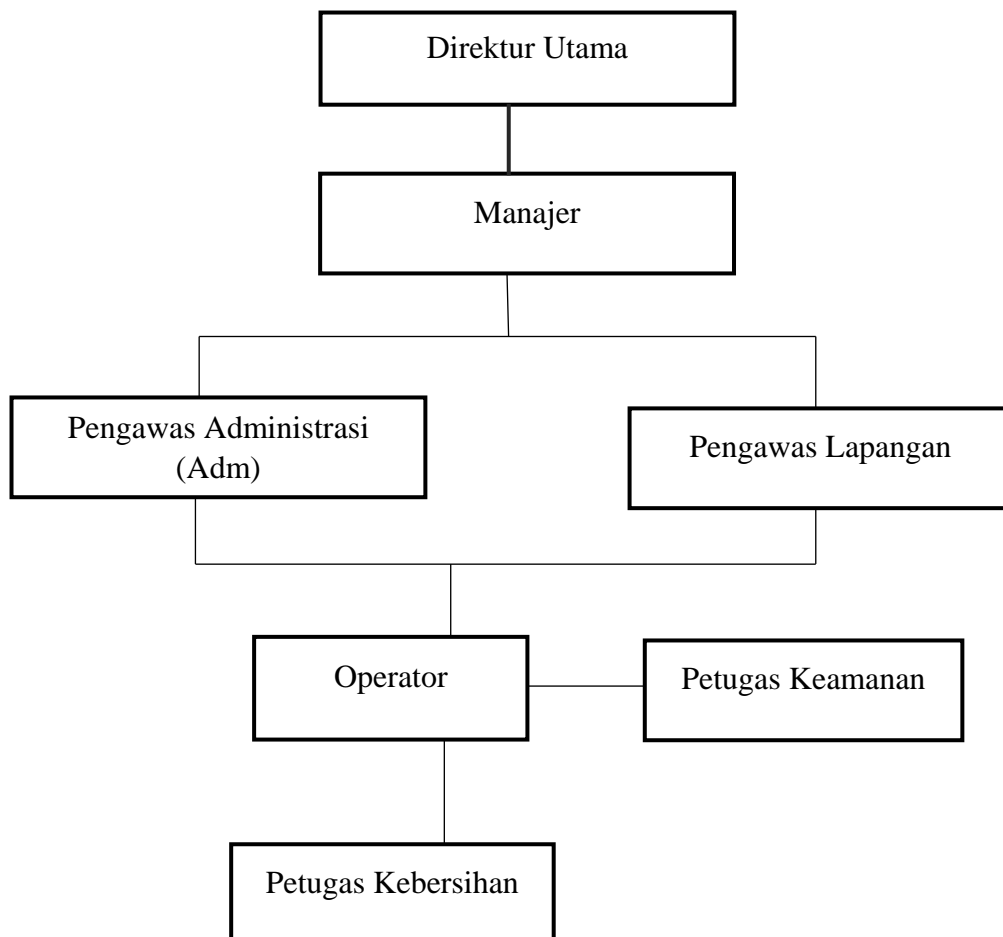 Direktur Utama
Manajer
Pengawas Administrasi
(Adm)
Pengawas Lapangan
Operator
Petugas Keamanan
Petugas Kebersihan